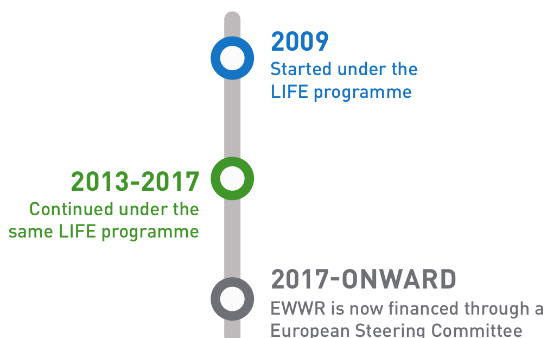 2009
Started under the
LIFE programme
2013-2017
Continued under the
same LIFE programme
2017-ONWARD
EWWR is now financed through a
European Steering Committee